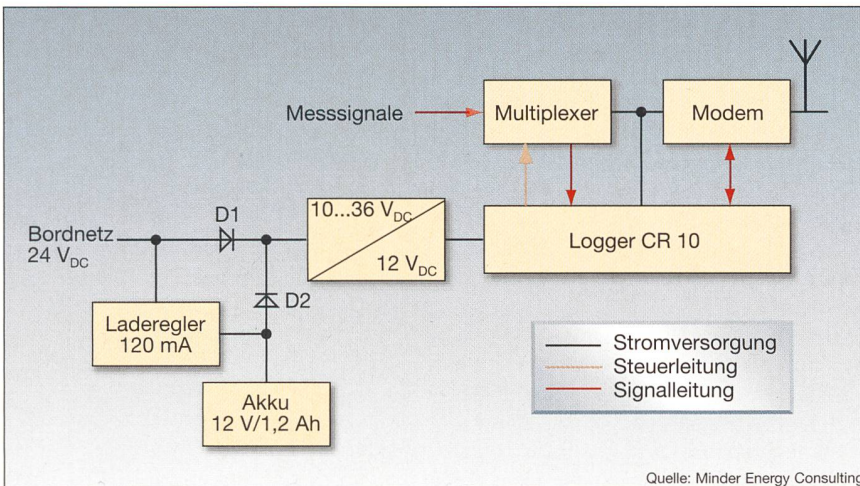 Messsignale
Multiplexer
Modem
D1
10...36 V_DC
12 V_DC
Logger CR 10
Bordnetz
24 V_DC
D2
Laderegler
120 mA
Akku
12 V/1,2 Ah
Stromversorgung
Steuerleitung
Signalleitung
Quelle: Minder Energy Consulting